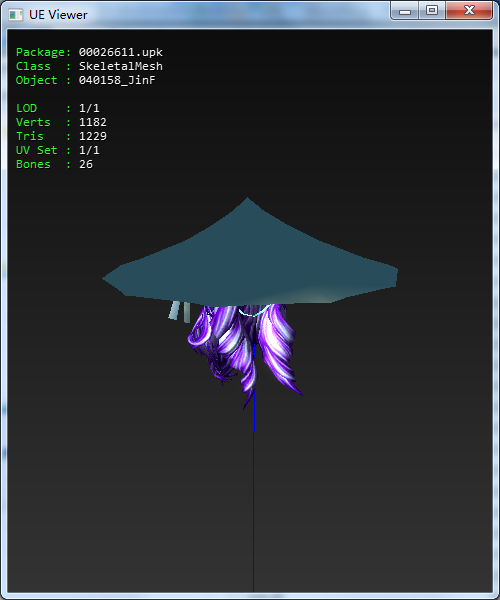 UE Viewer
Package: 00026611.upk
Class  : SkeletalMesh
Object : 040158_JinF
LOD    : 1/1
Verts  : 1182
Tris   : 1229
UV Set : 1/1
Bones  : 26